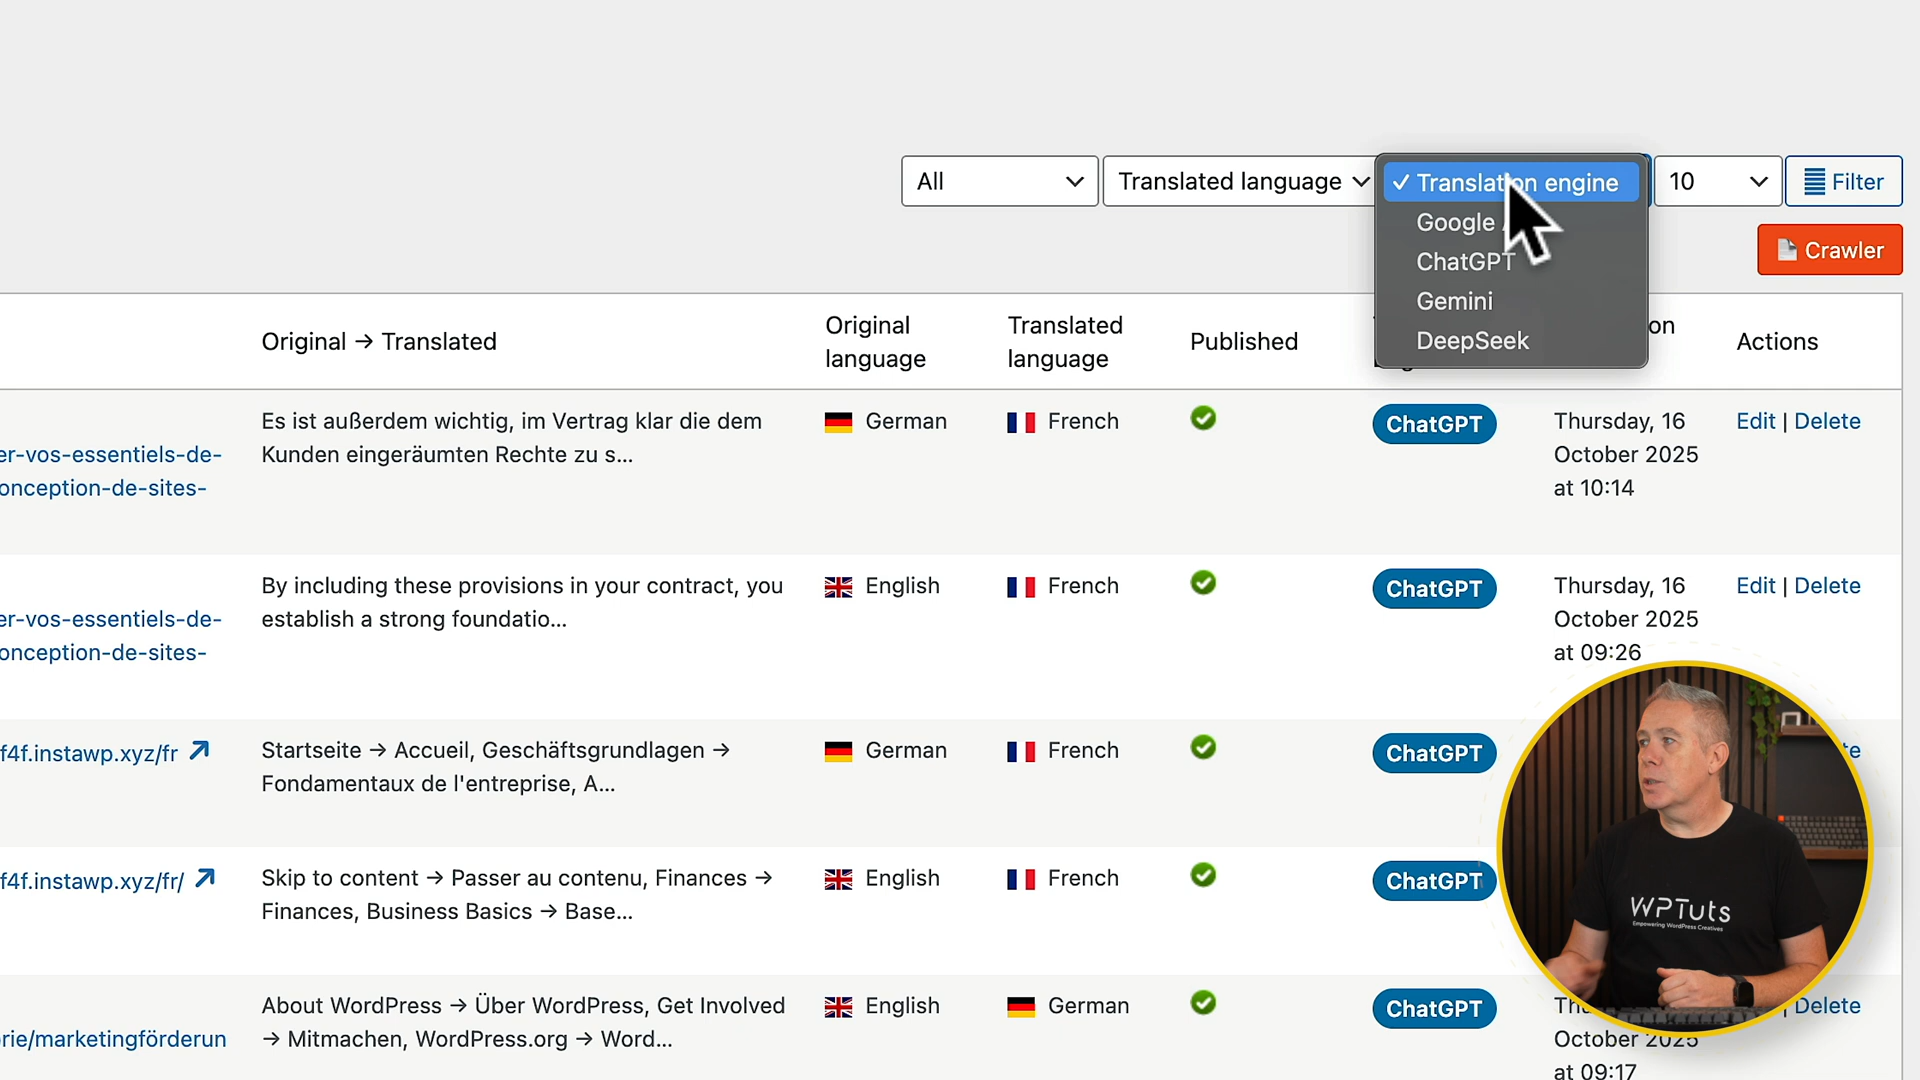 All
Translated language
✓ Translation engine
10
Filter
Google
ChatGPT
Gemini
DeepSeek
Crawler
Original → Translated
Original
language
Translated
language
Published
on
Actions
Es ist außerdem wichtig, im Vertrag klar die dem
Kunden eingeräumten Rechte zu s...
German
French
ChatGPT
Thursday, 16
October 2025
at 10:14
Edit | Delete
er-vos-essentiels-de-
onception-de-sites-
By including these provisions in your contract, you
establish a strong foundatio...
English
French
ChatGPT
Thursday, 16
October 2025
at 09:26
Edit | Delete
er-vos-essentiels-de-
onception-de-sites-
f4f.instawp.xyz/fr
Startseite → Accueil, Geschäftsgrundlagen →
Fondamentaux de l'entreprise, A...
German
French
ChatGPT
te
f4f.instawp.xyz/fr/
Skip to content → Passer au contenu, Finances →
Finances, Business Basics → Base...
English
French
ChatGPT
About WordPress → Über WordPress, Get Involved
→ Mitmachen, WordPress.org → Word...
English
German
ChatGPT
Th
October 2025
at 09:17
Delete
rie/marketingförderun
WPTuts
Empowering WordPress Creatives